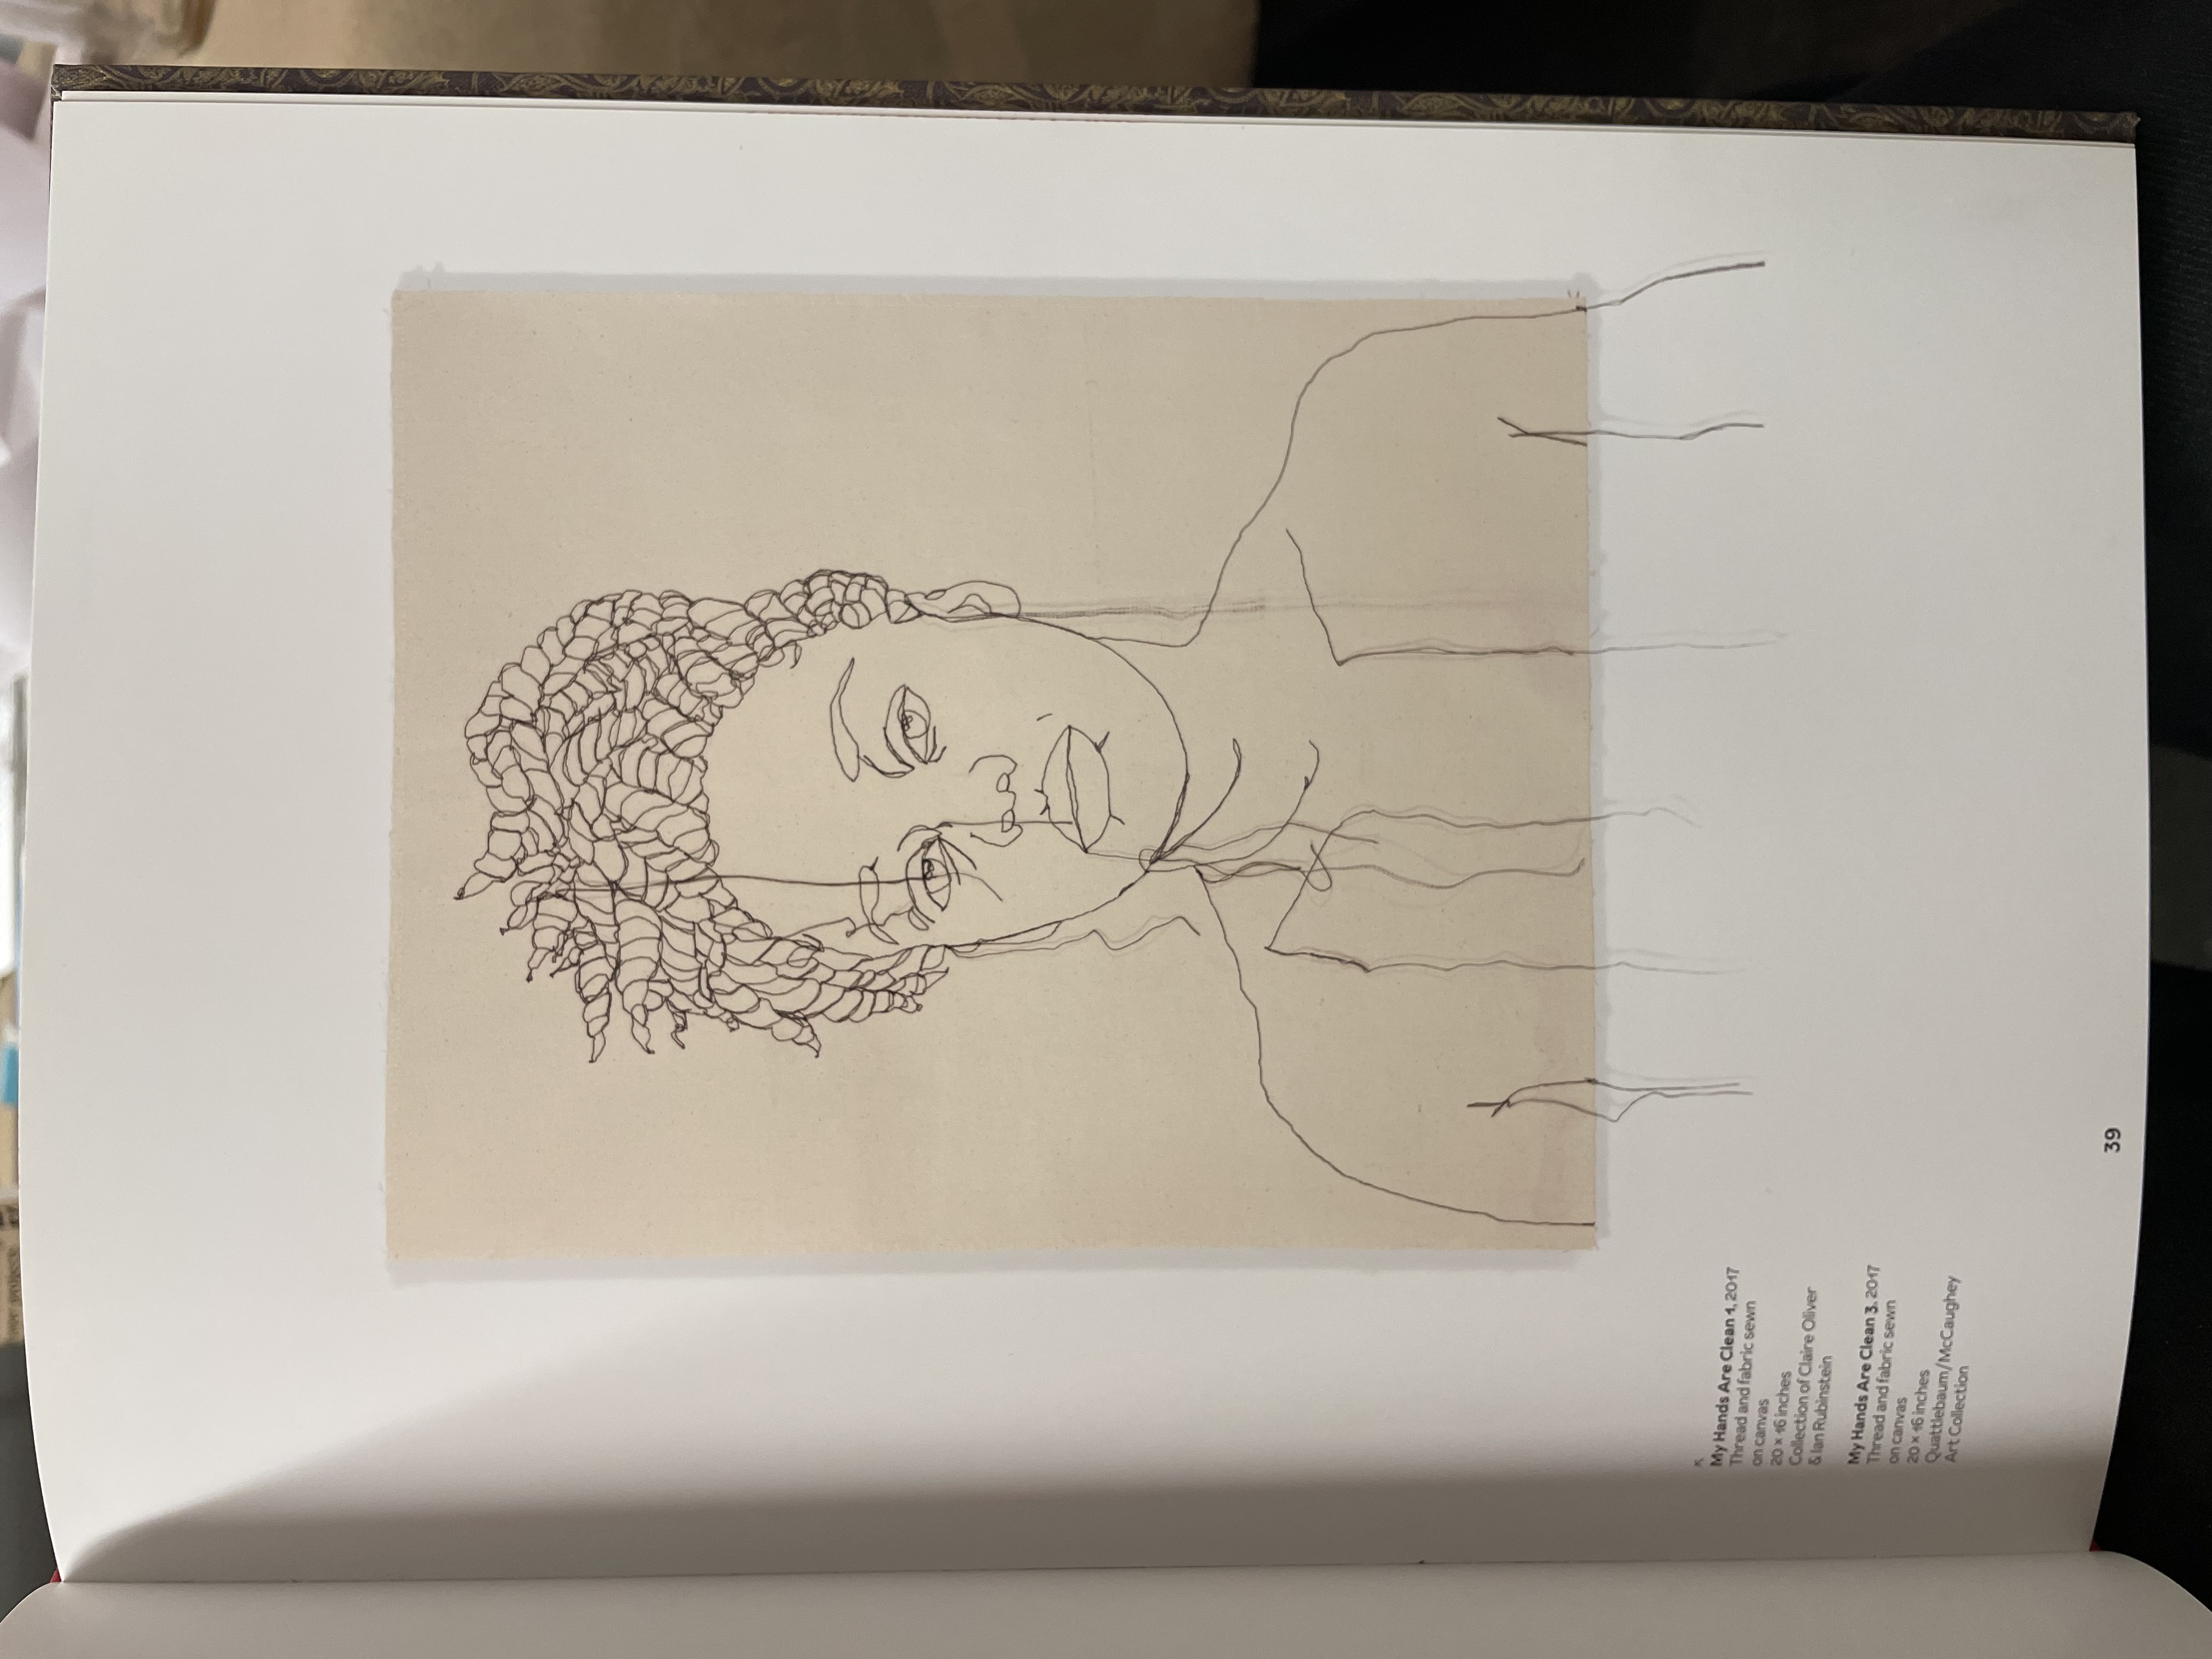 My Hands Are Clean 1, 2017
Thread and fabric sewn
on canvas
20 × 16 inches
Collection of Claire Oliver
& Ian Rubinstein
My Hands Are Clean 3, 2017
Thread and fabric sewn
on canvas
20 × 16 inches
Quattlebaum/McCaughey
Art Collection
39